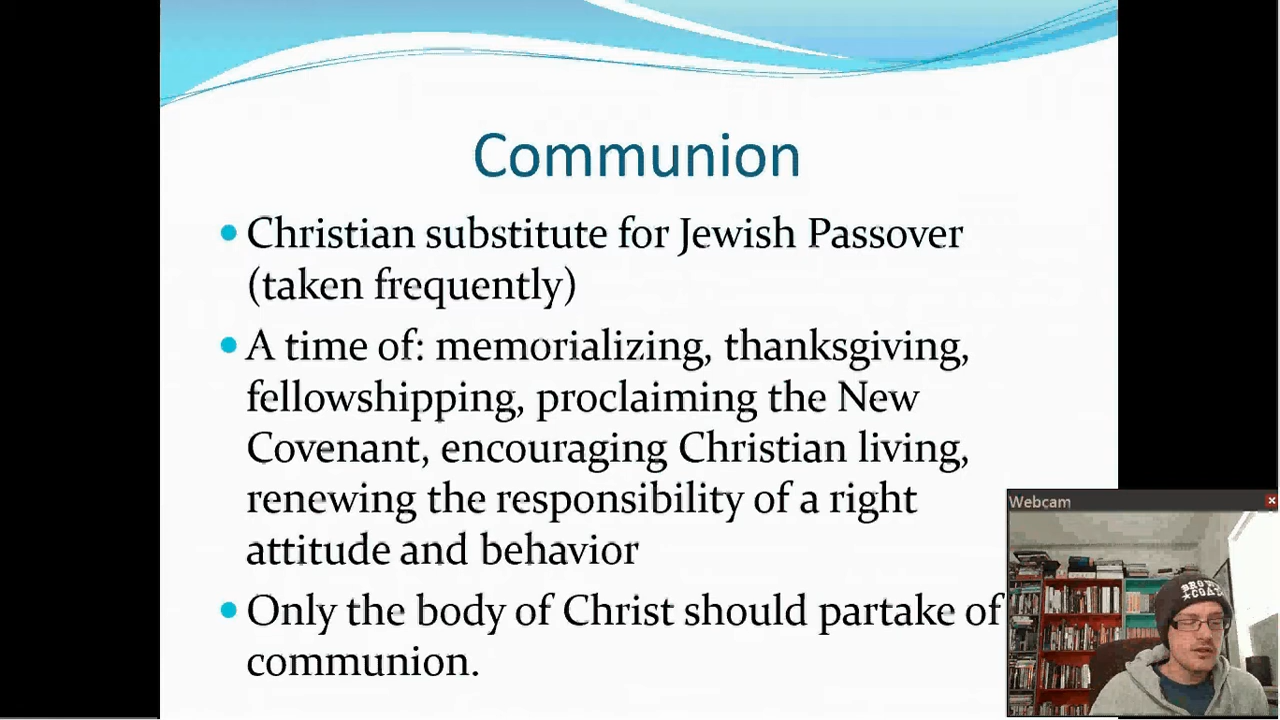 Communion
• Christian substitute for Jewish Passover
(taken frequently)
• A time of: memorializing, thanksgiving,
fellowshipping, proclaiming the New
Covenant, encouraging Christian living,
renewing the responsibility of a right
attitude and behavior
• Only the body of Christ should partake of
communion.
Webcam